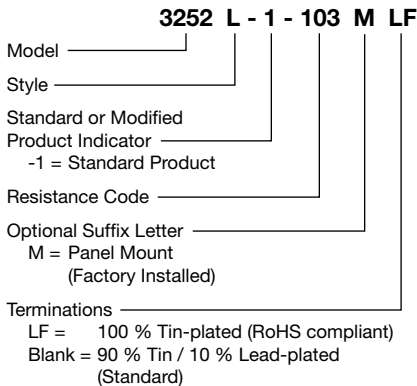 3252 L - 1 - 103 M LF
Model
Style
Standard or Modified
Product Indicator
-1 = Standard Product
Resistance Code
Optional Suffix Letter
M = Panel Mount
(Factory Installed)
Terminations
LF = 100 % Tin-plated (RoHS compliant)
Blank = 90 % Tin / 10 % Lead-plated
(Standard)